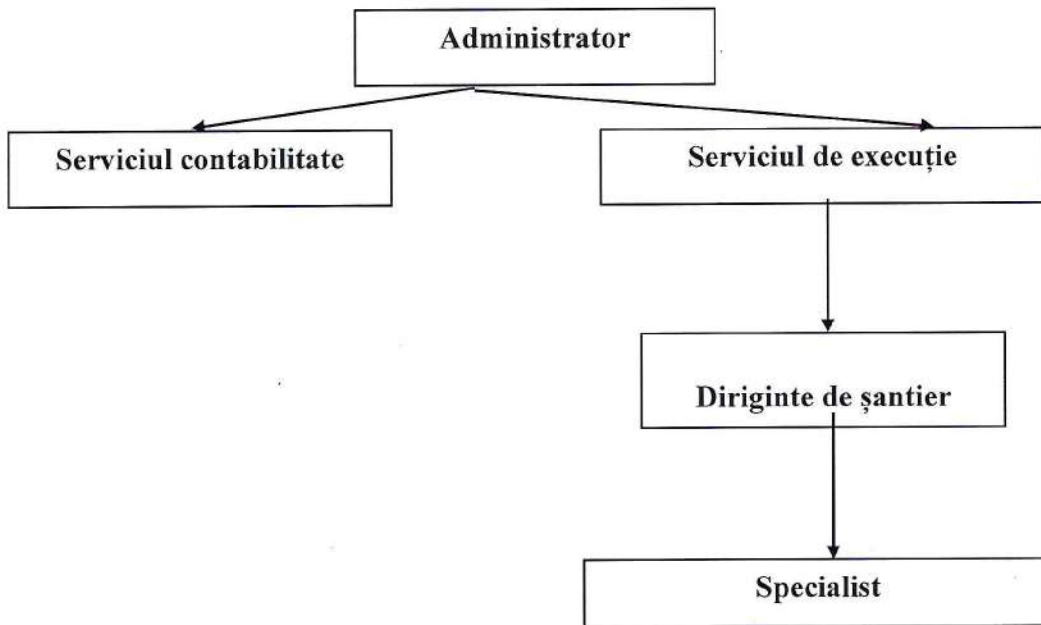 Administrator
Serviciul contabilitate
Serviciul de execuție
Diriginte de șantier
Specialist